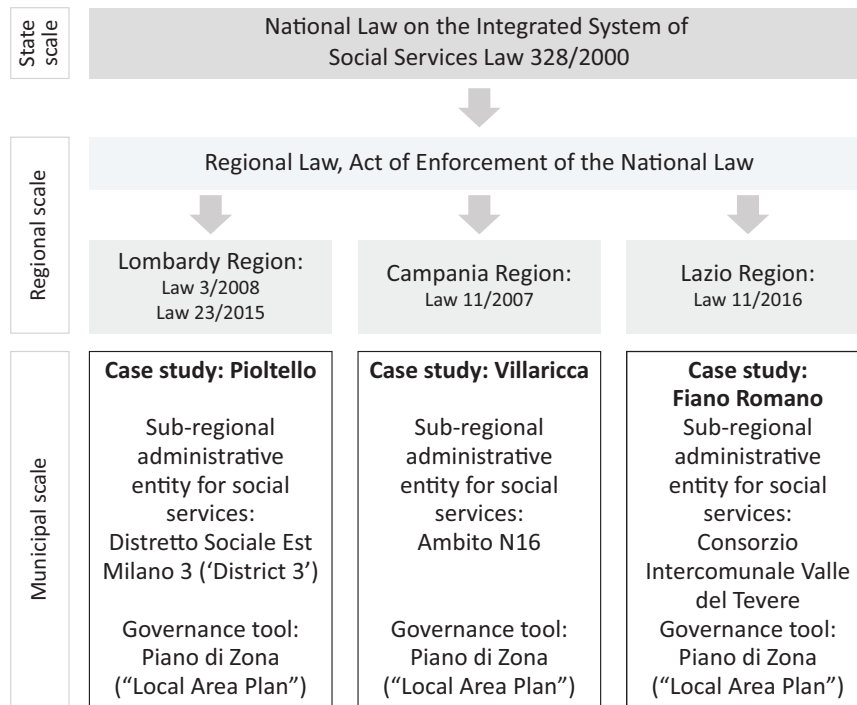 State
scale
National Law on the Integrated System of
Social Services Law 328/2000
Regional scale
Regional Law, Act of Enforcement of the National Law
Lombardy Region:
Law 3/2008
Law 23/2015
Campania Region:
Law 11/2007
Lazio Region:
Law 11/2016
Municipal scale
Case study: Pioltello
Sub-regional
administrative
entity for social
services:
Distretto Sociale Est
Milano 3 (‘District 3’)
Governance tool:
Piano di Zona
(“Local Area Plan”)
Case study: Villaricca
Sub-regional
administrative
entity for social
services:
Ambito N16
Governance tool:
Piano di Zona
(“Local Area Plan”)
Case study:
Fiano Romano
Sub-regional
administrative
entity for social
services:
Consorzio
Intercomunale Valle
del Tevere
Governance tool:
Piano di Zona
(“Local Area Plan”)